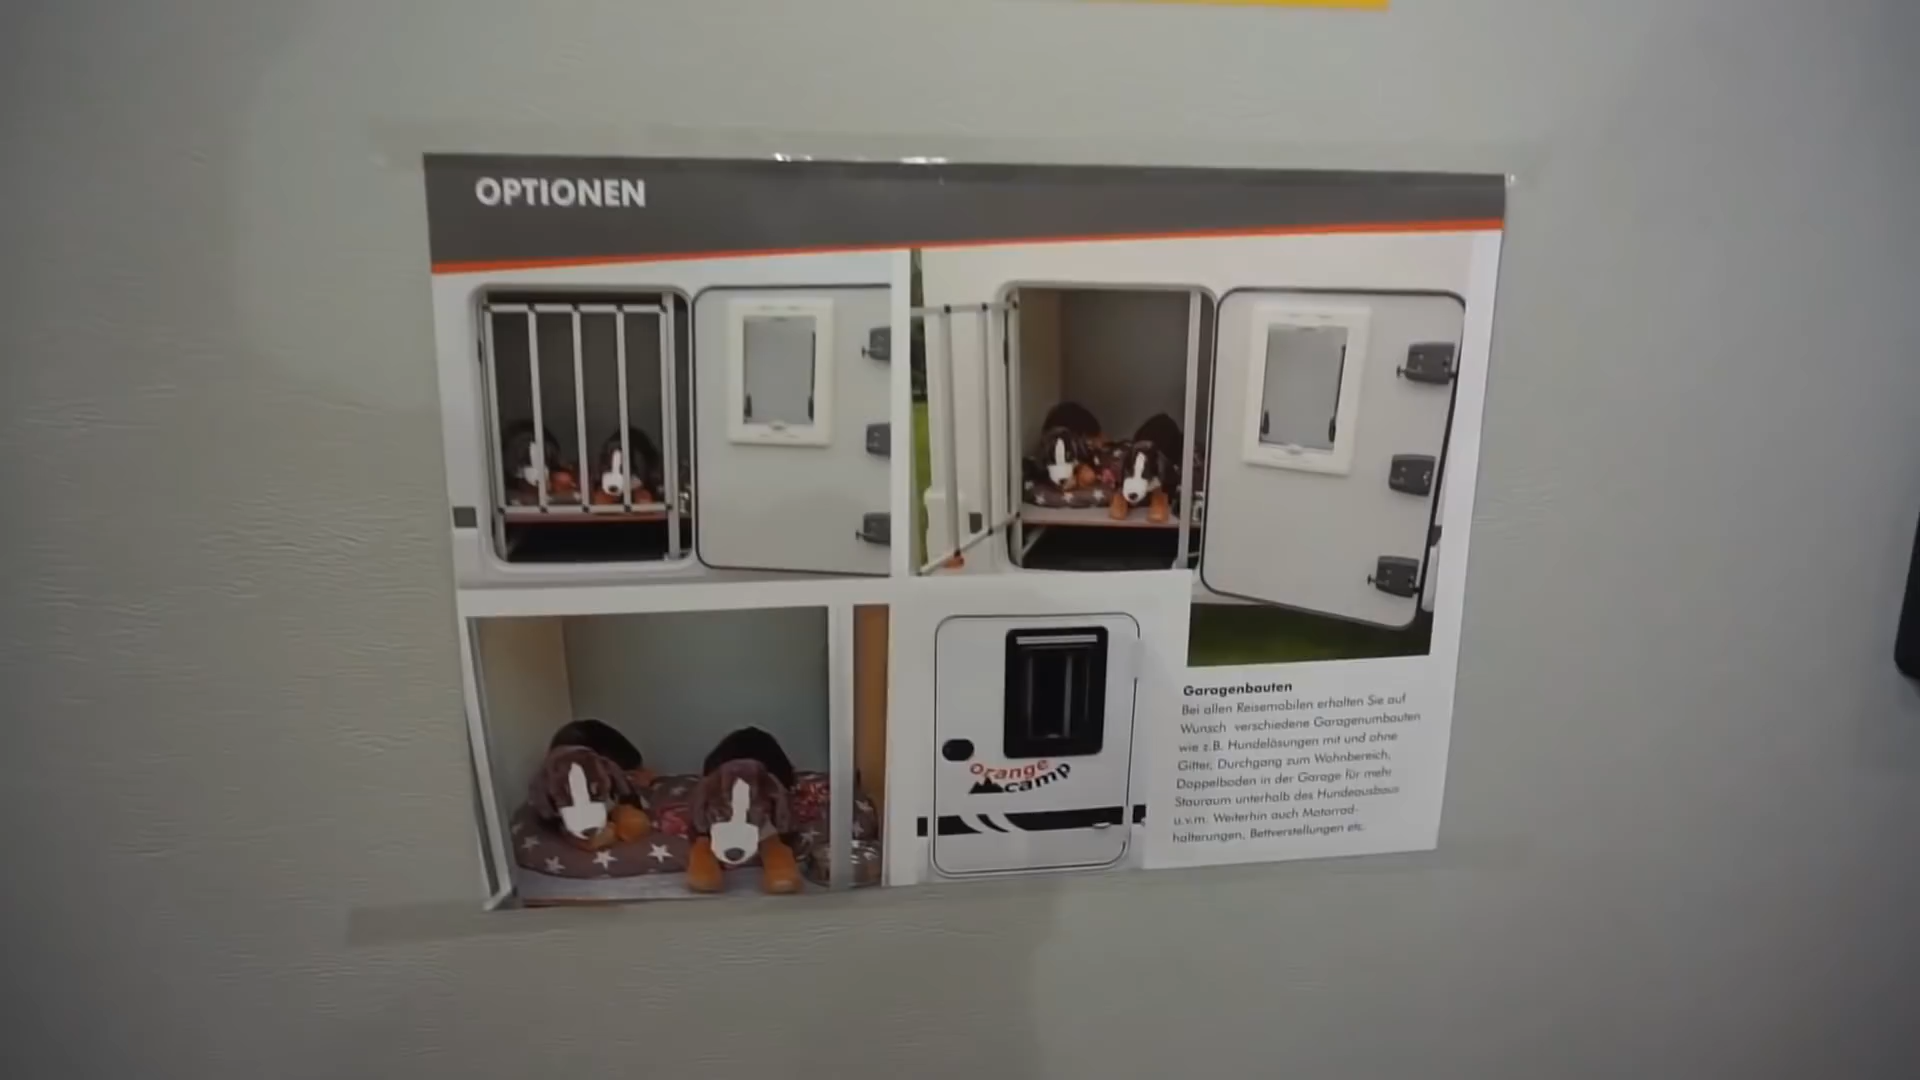 OPTIONEN
orange
camp
Garagenbauten
Bei allen Reisemobilen erhalten Sie auf
Wunsch verschiedene Garagenumbauten
wie z.B. Hundelösungen mit und ohne
Gitter, Durchgang zum Wohnbereich,
Doppelboden in der Garage für mehr
Stauraum unterhalb des Hundeausbaus
u.v.m. Weiterhin auch Motorrad-
halterungen, Bettverstellungen etc.